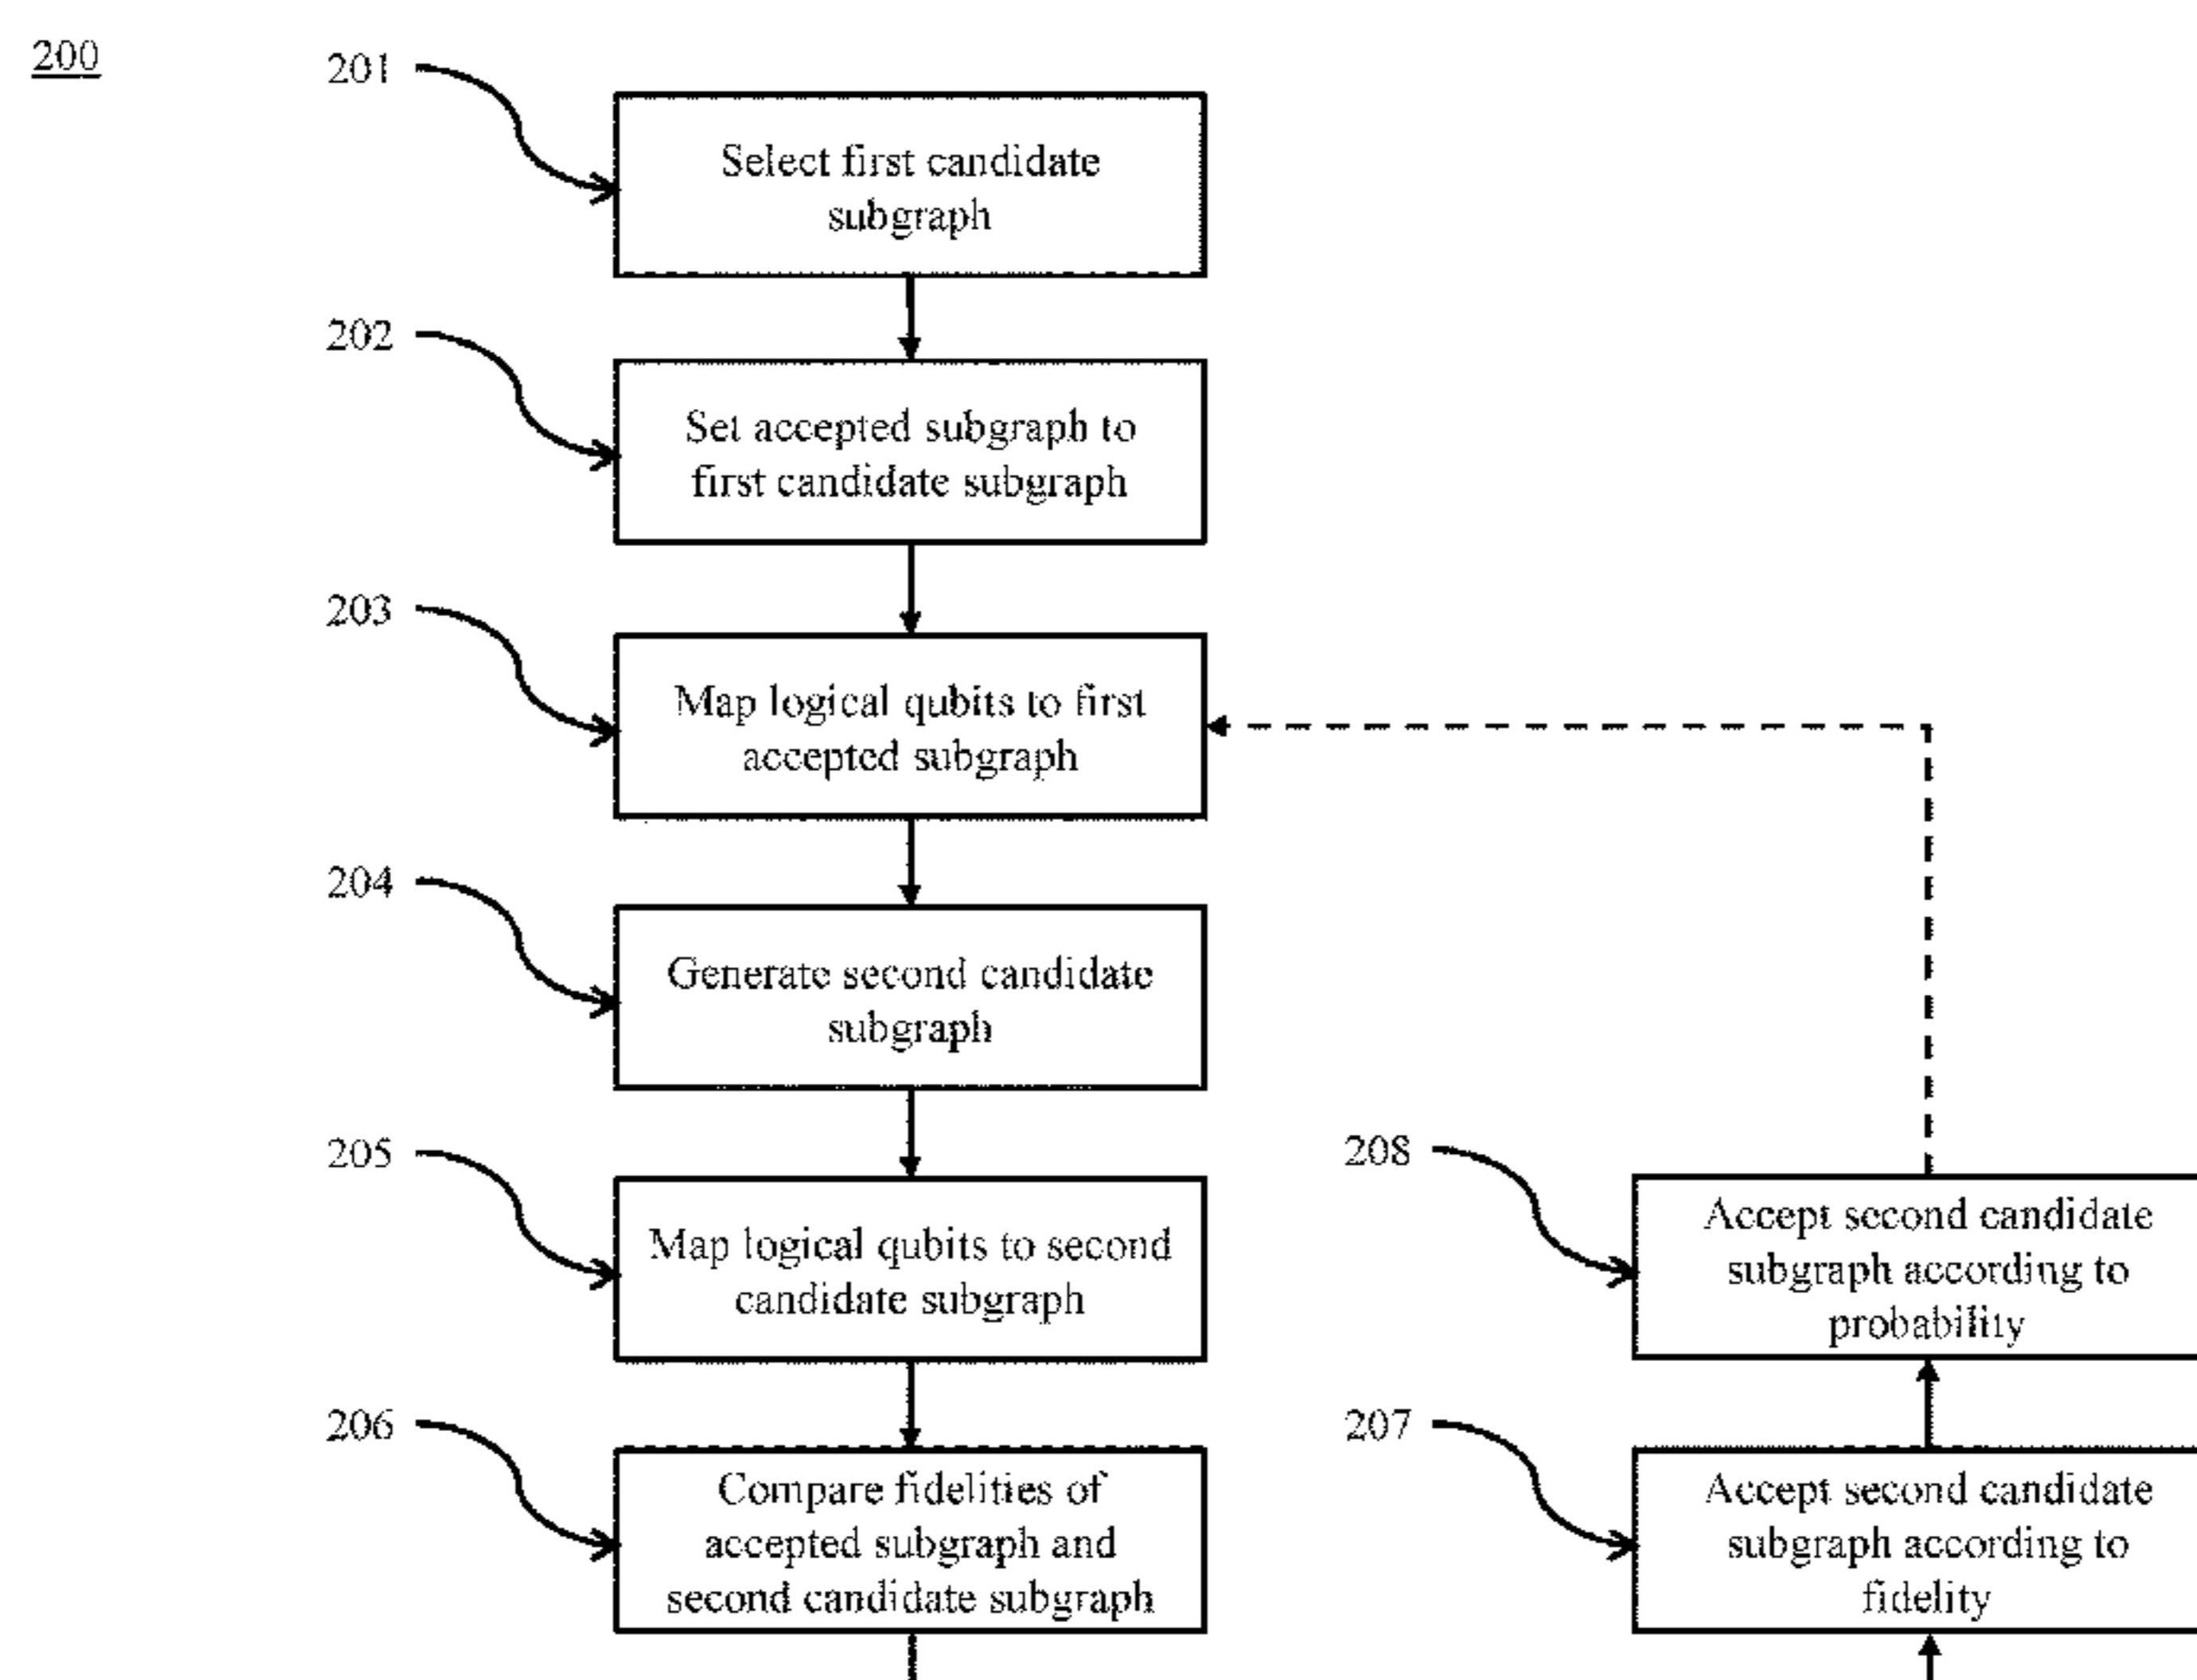 200
201
Select first candidate
subgraph
202
Set accepted subgraph to
first candidate subgraph
203
Map logical qubits to first
accepted subgraph
204
Generate second candidate
subgraph
205
Map logical qubits to second
candidate subgraph
206
Compare fidelities of
accepted subgraph and
second candidate subgraph
208
Accept second candidate
subgraph according to
probability
207
Accept second candidate
subgraph according to
fidelity